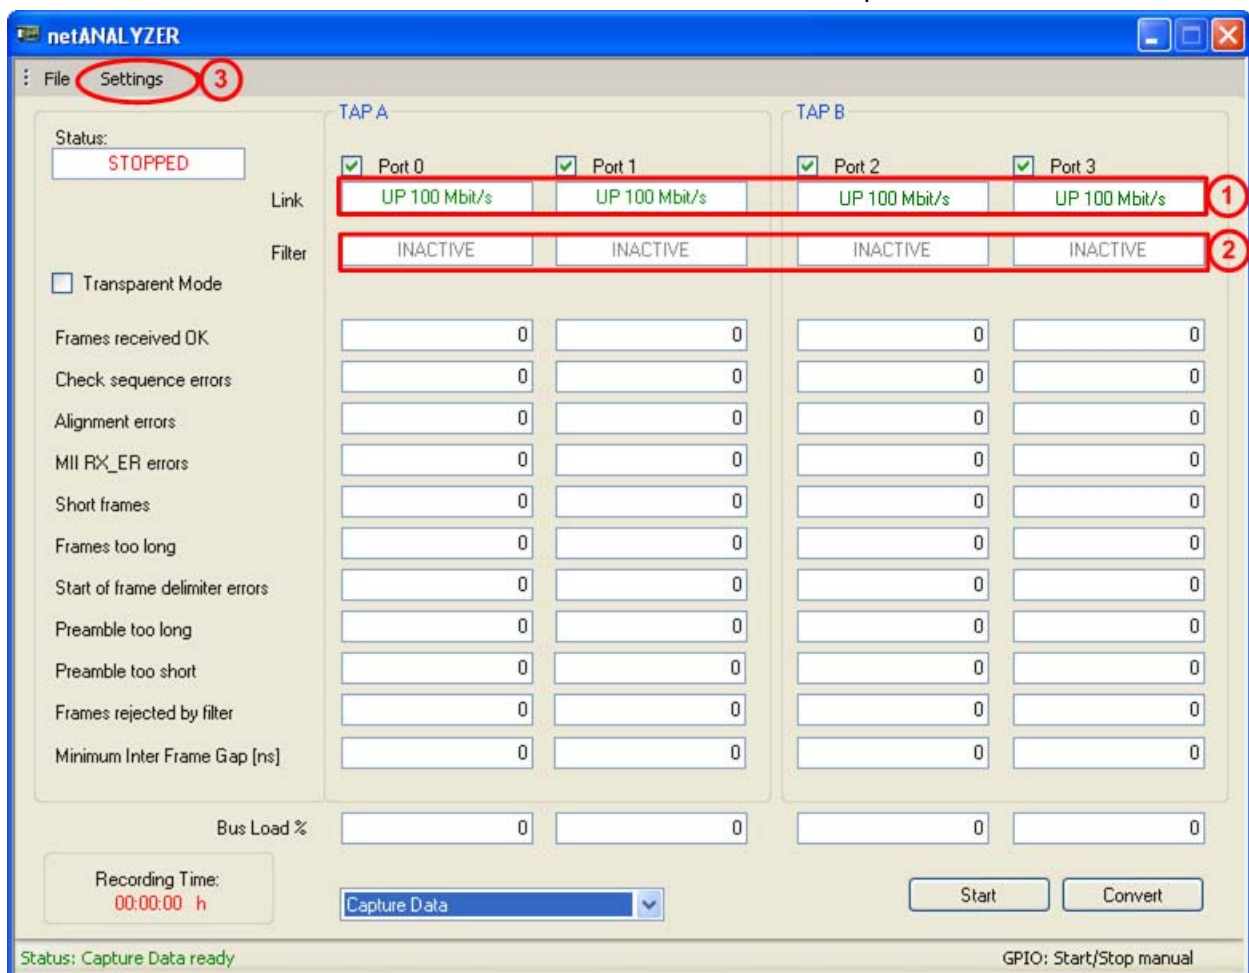 netANALYZER
File Settings 3
TAP A TAP B
Status:
STOPPED
Port 0 Port 1 Port 2 Port 3
Link UP 100 Mbit/s UP 100 Mbit/s UP 100 Mbit/s UP 100 Mbit/s 1
Filter INACTIVE INACTIVE INACTIVE INACTIVE 2
Transparent Mode
Frames received OK 0 0 0 0
Check sequence errors 0 0 0 0
Alignment errors 0 0 0 0
MII RX_ER errors 0 0 0 0
Short frames 0 0 0 0
Frames too long 0 0 0 0
Start of frame delimiter errors 0 0 0 0
Preamble too long 0 0 0 0
Preamble too short 0 0 0 0
Frames rejected by filter 0 0 0 0
Minimum Inter Frame Gap [ns] 0 0 0 0
Bus Load % 0 0 0 0
Recording Time:
00:00:00 h
Capture Data Start Convert
Status: Capture Data ready GPIO: Start/Stop manual